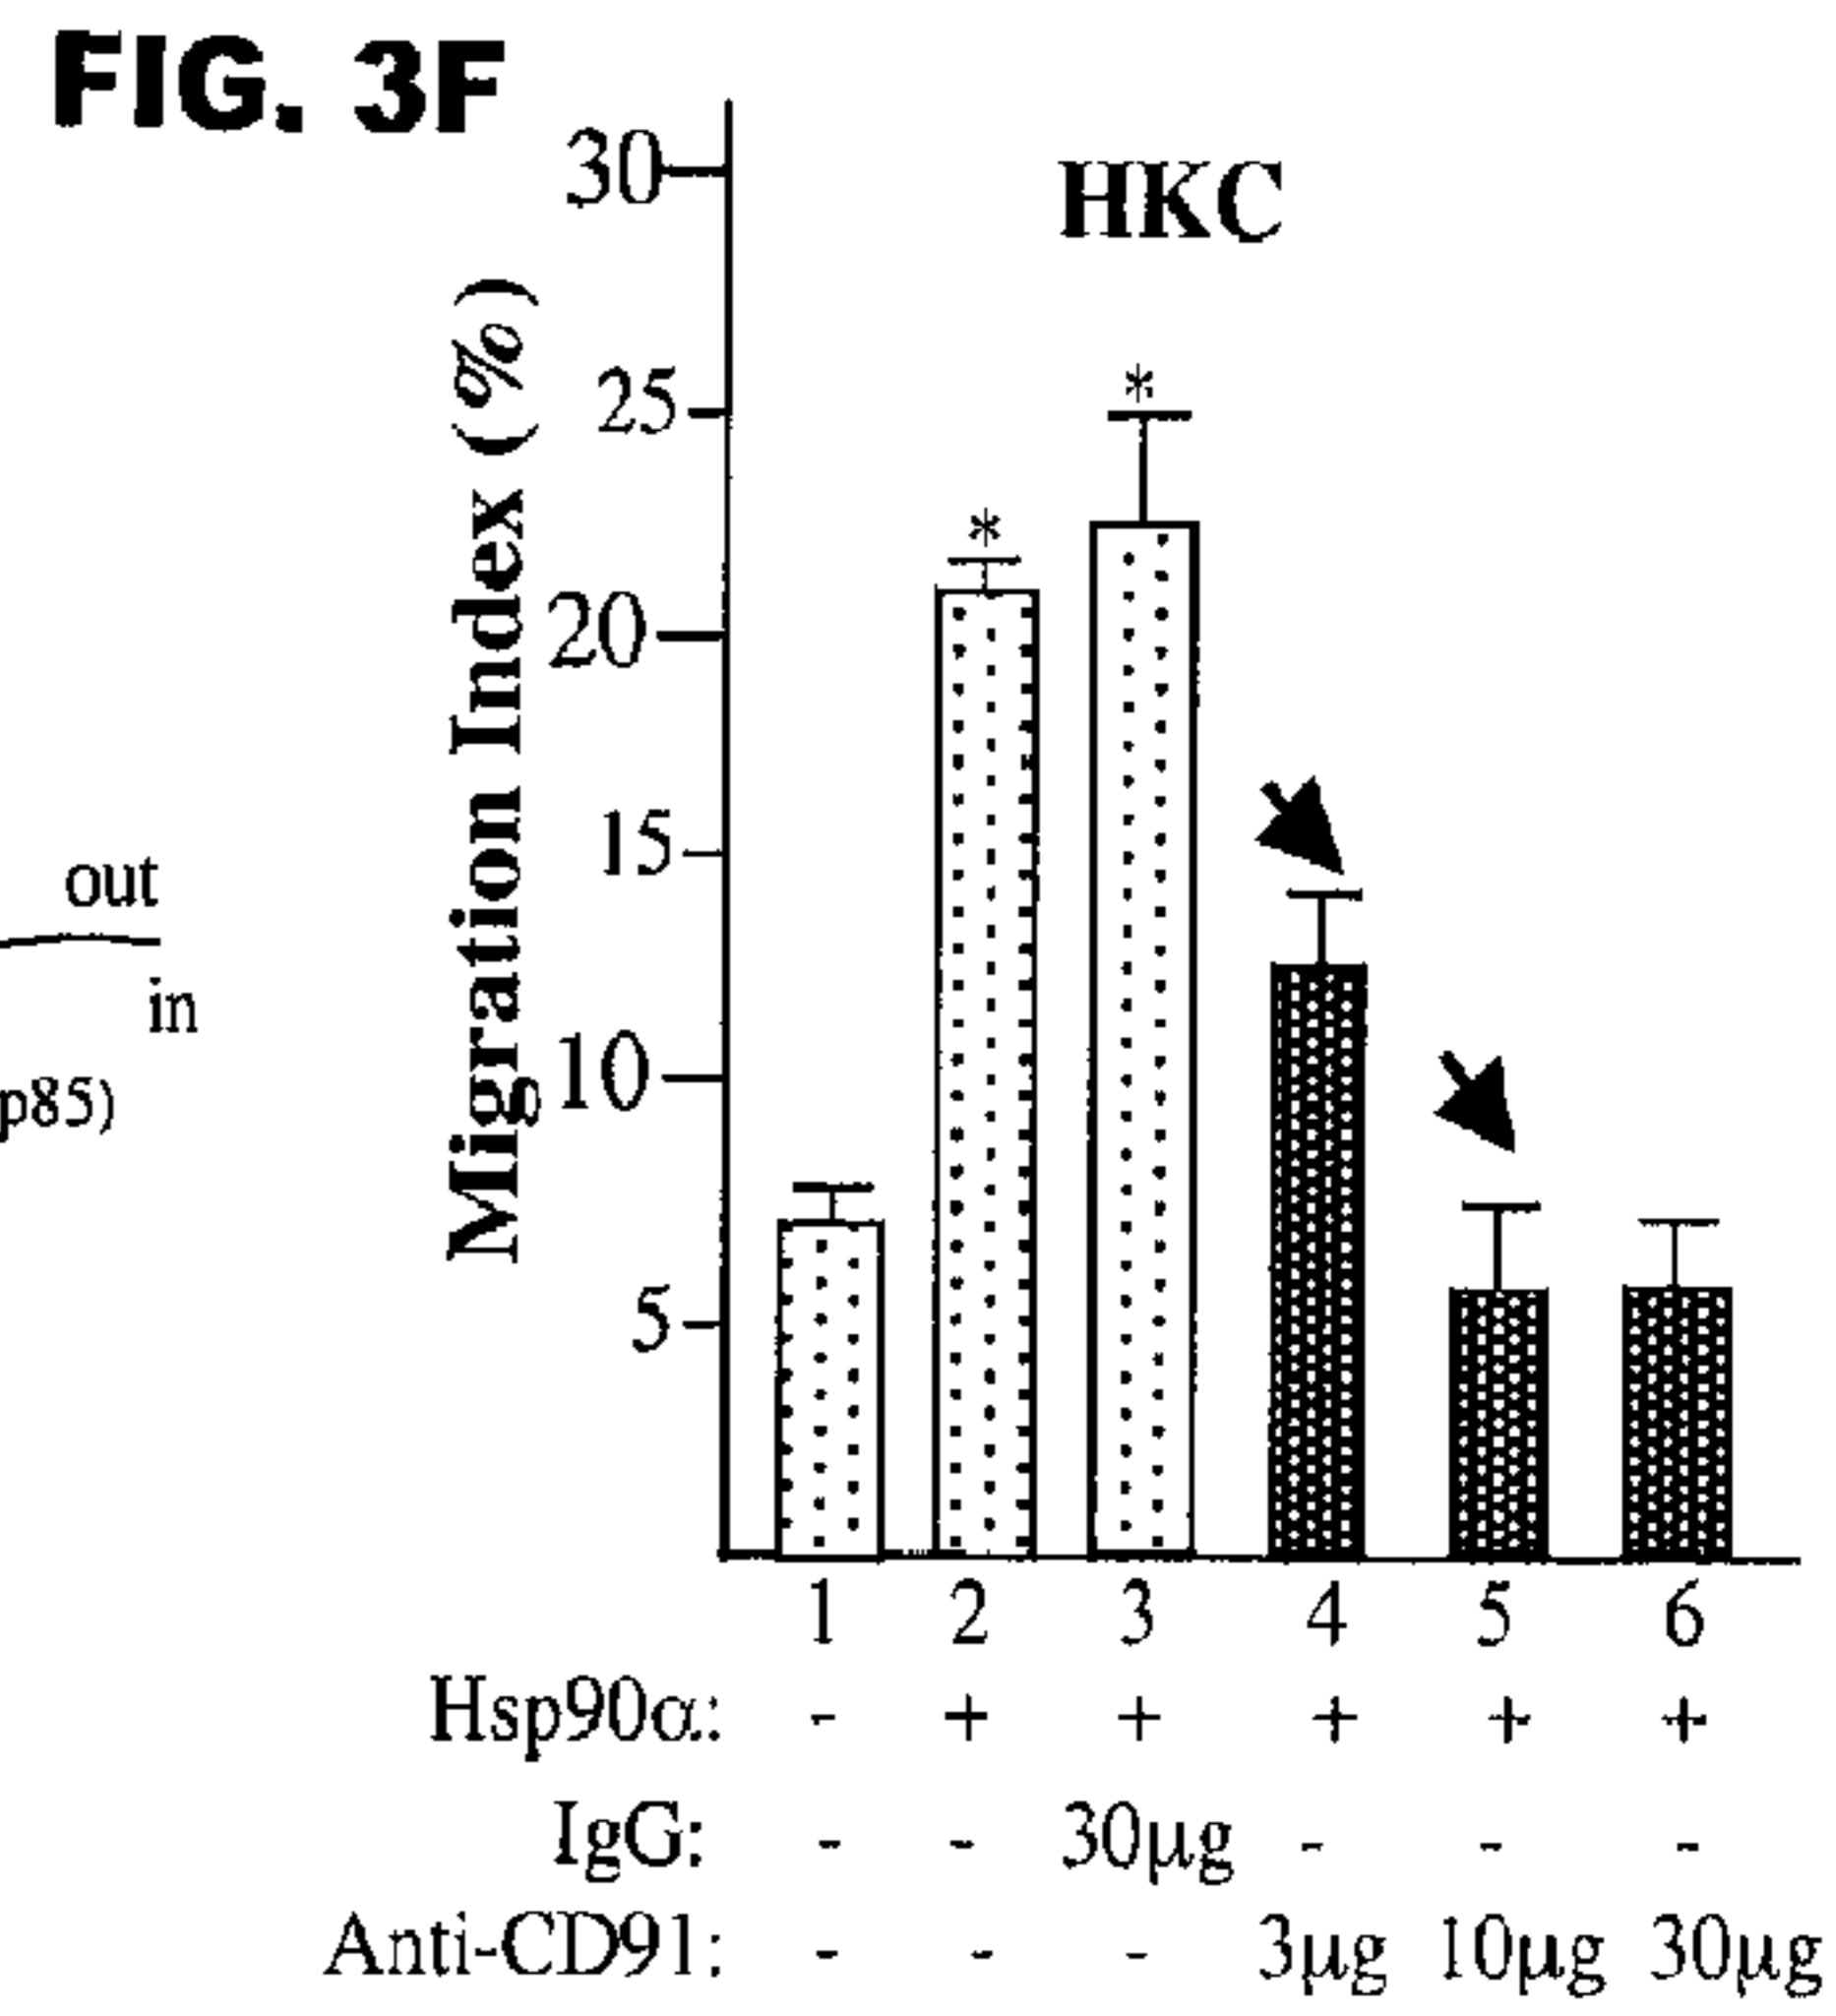 FIG. 3F
HKC
Migration Index (%)
30
25
20
15
10
5
out
in
p85)
*
*
1 2 3 4 5 6
Hsp90α: - + + + + +
IgG: - - 30μg - - -
Anti-CD91: - - - 3μg 10μg 30μg